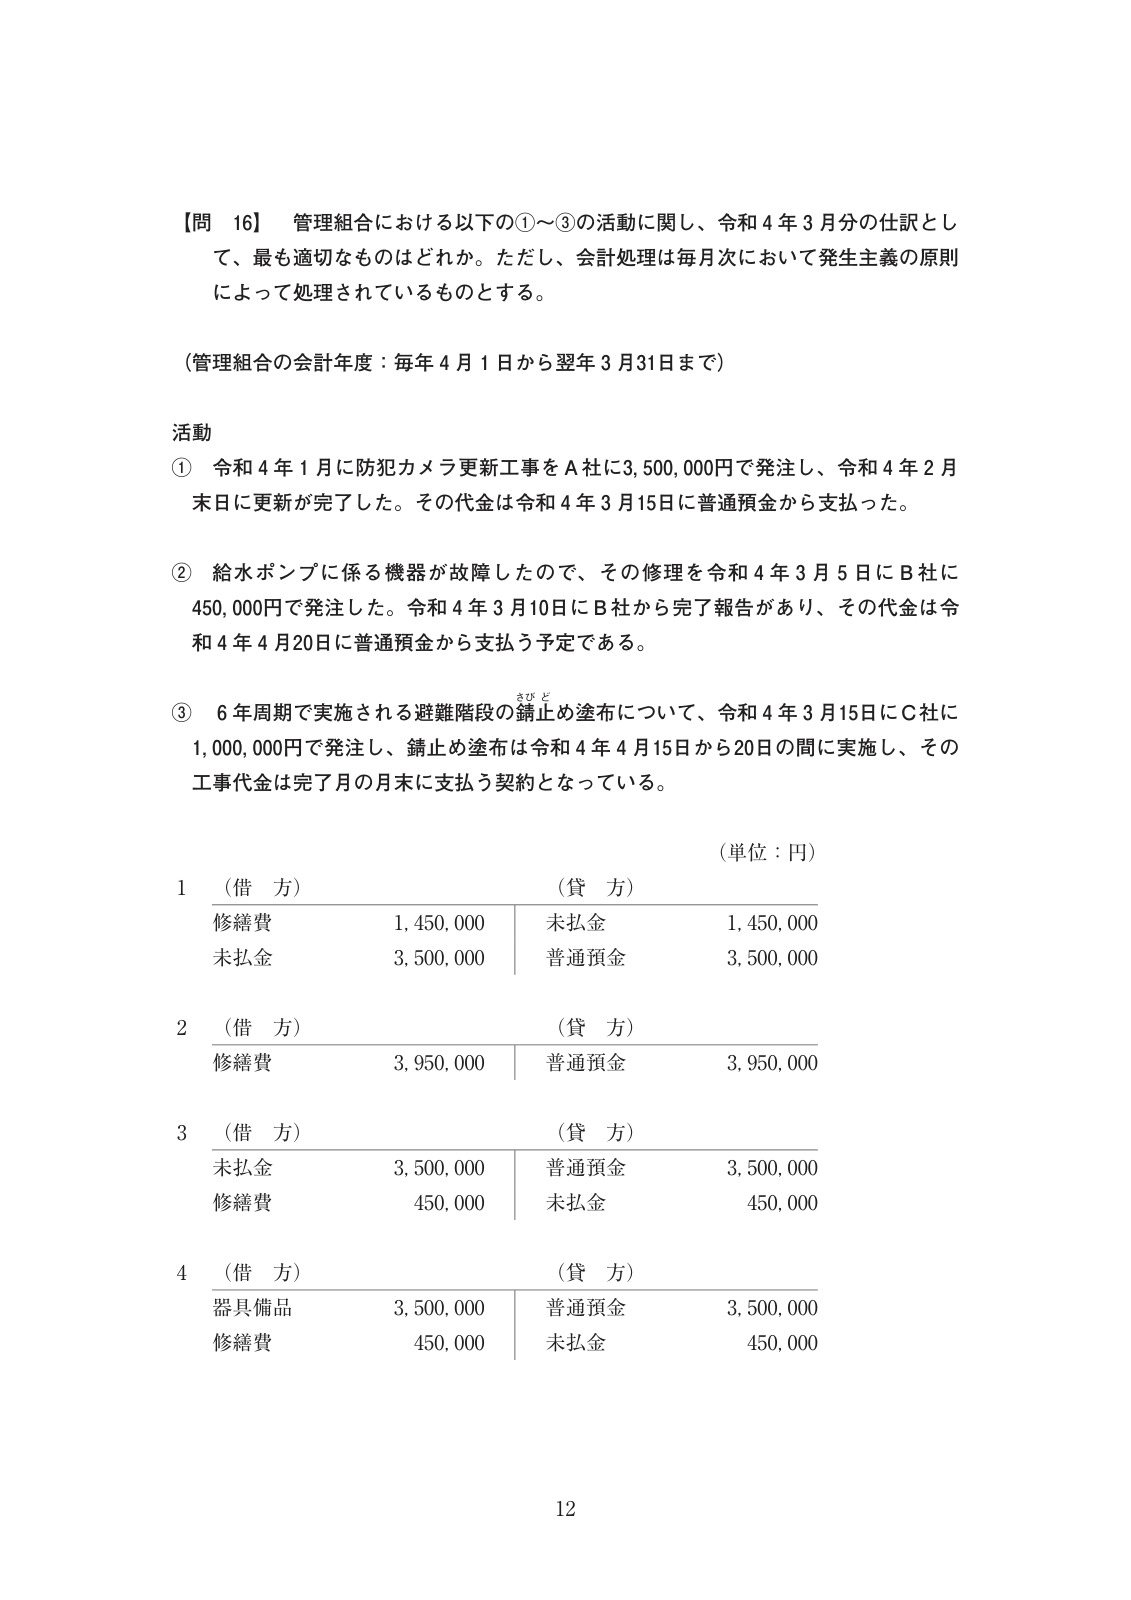 【問　16】　管理組合における以下の①～③の活動に関し、令和４年３月分の仕訳とし
て、最も適切なものはどれか。ただし、会計処理は毎月次において発生主義の原則
によって処理されているものとする。
（管理組合の会計年度：毎年４月１日から翌年３月31日まで）
活動
①　令和４年１月に防犯カメラ更新工事をＡ社に3,500,000円で発注し、令和４年２月
末日に更新が完了した。その代金は令和４年３月15日に普通預金から支払った。
②　給水ポンプに係る機器が故障したので、その修理を令和４年３月５日にＢ社に
450,000円で発注した。令和４年３月10日にＢ社から完了報告があり、その代金は令
和４年４月20日に普通預金から支払う予定である。
さび ど
③　６年周期で実施される避難階段の錆止め塗布について、令和４年３月15日にＣ社に
1,000,000円で発注し、錆止め塗布は令和４年４月15日から20日の間に実施し、その
工事代金は完了月の月末に支払う契約となっている。
（単位：円）
1　（借　方）　（貸　方）
修繕費　1,450,000　未払金　1,450,000
未払金　3,500,000　普通預金　3,500,000
2　（借　方）　（貸　方）
修繕費　3,950,000　普通預金　3,950,000
3　（借　方）　（貸　方）
未払金　3,500,000　普通預金　3,500,000
修繕費　450,000　未払金　450,000
4　（借　方）　（貸　方）
器具備品　3,500,000　普通預金　3,500,000
修繕費　450,000　未払金　450,000
12